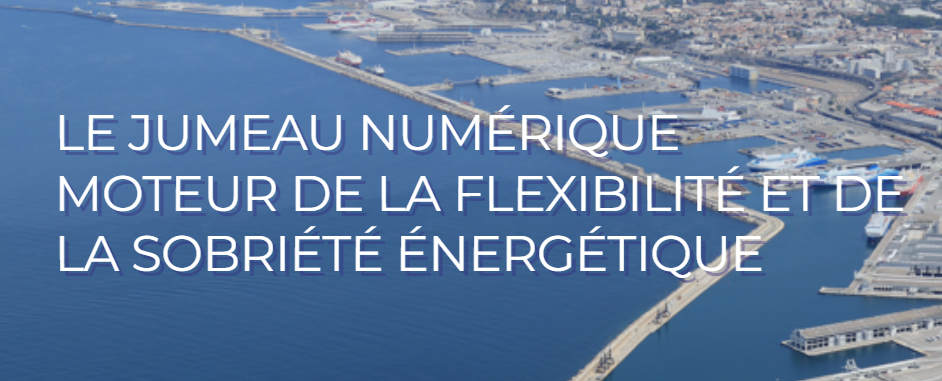 LE JUMEAU NUMÉRIQUE
MOTEUR DE LA FLEXIBILITÉ ET DE
LA SOBRIÉTÉ ÉNERGÉTIQUE